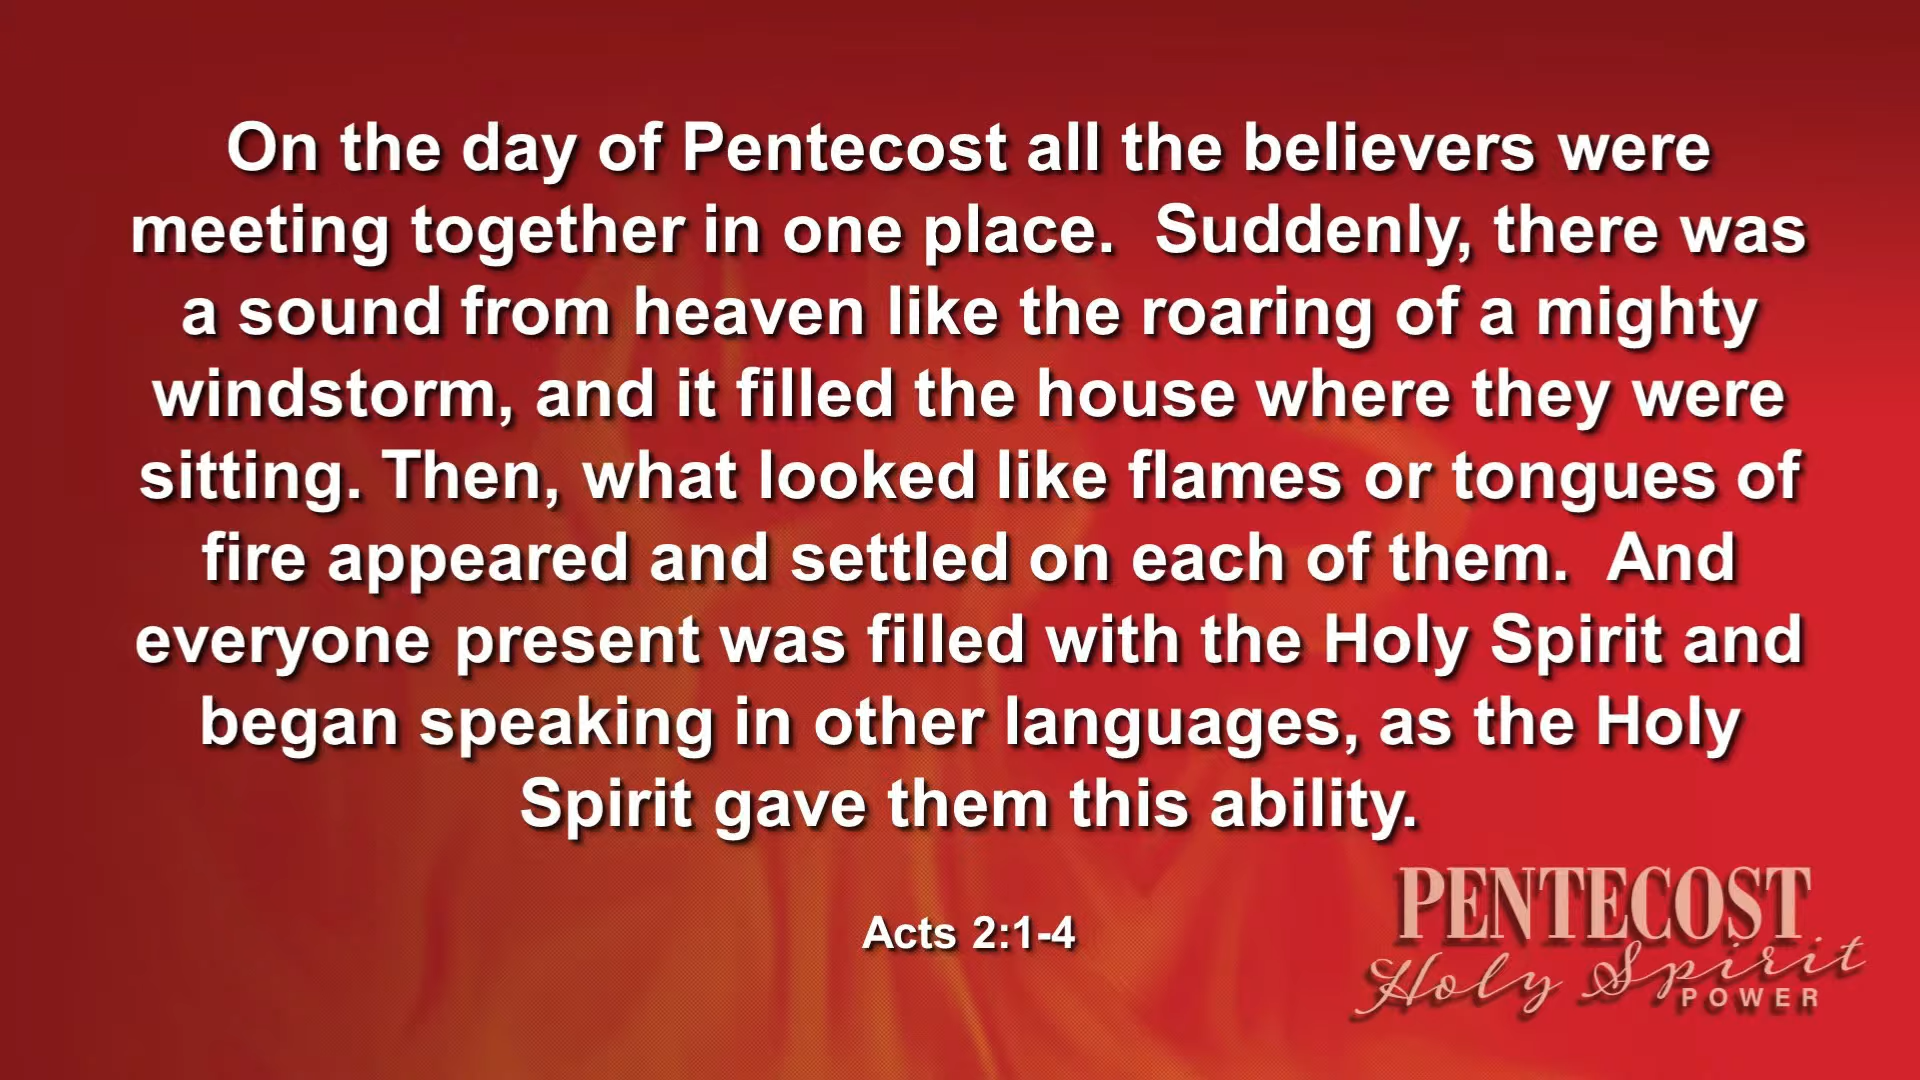 On the day of Pentecost all the believers were
meeting together in one place.  Suddenly, there was
a sound from heaven like the roaring of a mighty
windstorm, and it filled the house where they were
sitting. Then, what looked like flames or tongues of
fire appeared and settled on each of them.  And
everyone present was filled with the Holy Spirit and
began speaking in other languages, as the Holy
Spirit gave them this ability.
Acts 2:1-4
PENTECOST
Holy Spirit
POWER